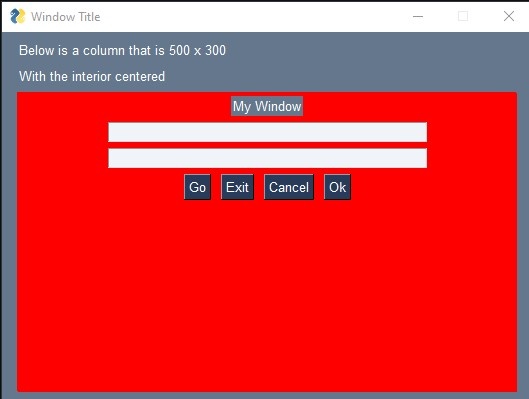 Window Title
Below is a column that is 500 x 300
With the interior centered
My Window
Go Exit Cancel Ok